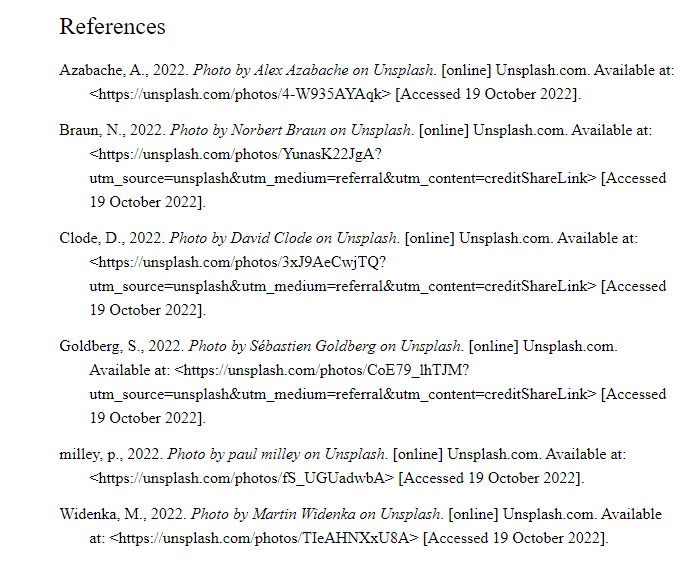 References
Azabache, A., 2022. Photo by Alex Azabache on Unsplash. [online] Unsplash.com. Available at:
<https://unsplash.com/photos/4-W935AYAqk> [Accessed 19 October 2022].
Braun, N., 2022. Photo by Norbert Braun on Unsplash. [online] Unsplash.com. Available at:
<https://unsplash.com/photos/YunasK22JgA?
utm_source=unsplash&utm_medium=referral&utm_content=creditShareLink> [Accessed
19 October 2022].
Clode, D., 2022. Photo by David Clode on Unsplash. [online] Unsplash.com. Available at:
<https://unsplash.com/photos/3xJ9AeCwjTQ?
utm_source=unsplash&utm_medium=referral&utm_content=creditShareLink> [Accessed
19 October 2022].
Goldberg, S., 2022. Photo by Sébastien Goldberg on Unsplash. [online] Unsplash.com.
Available at: <https://unsplash.com/photos/CoE79_lhTJM?
utm_source=unsplash&utm_medium=referral&utm_content=creditShareLink> [Accessed
19 October 2022].
milley, p., 2022. Photo by paul milley on Unsplash. [online] Unsplash.com. Available at:
<https://unsplash.com/photos/fS_UGUadwbA> [Accessed 19 October 2022].
Widenka, M., 2022. Photo by Martin Widenka on Unsplash. [online] Unsplash.com. Available
at: <https://unsplash.com/photos/TIeAHNXxU8A> [Accessed 19 October 2022].